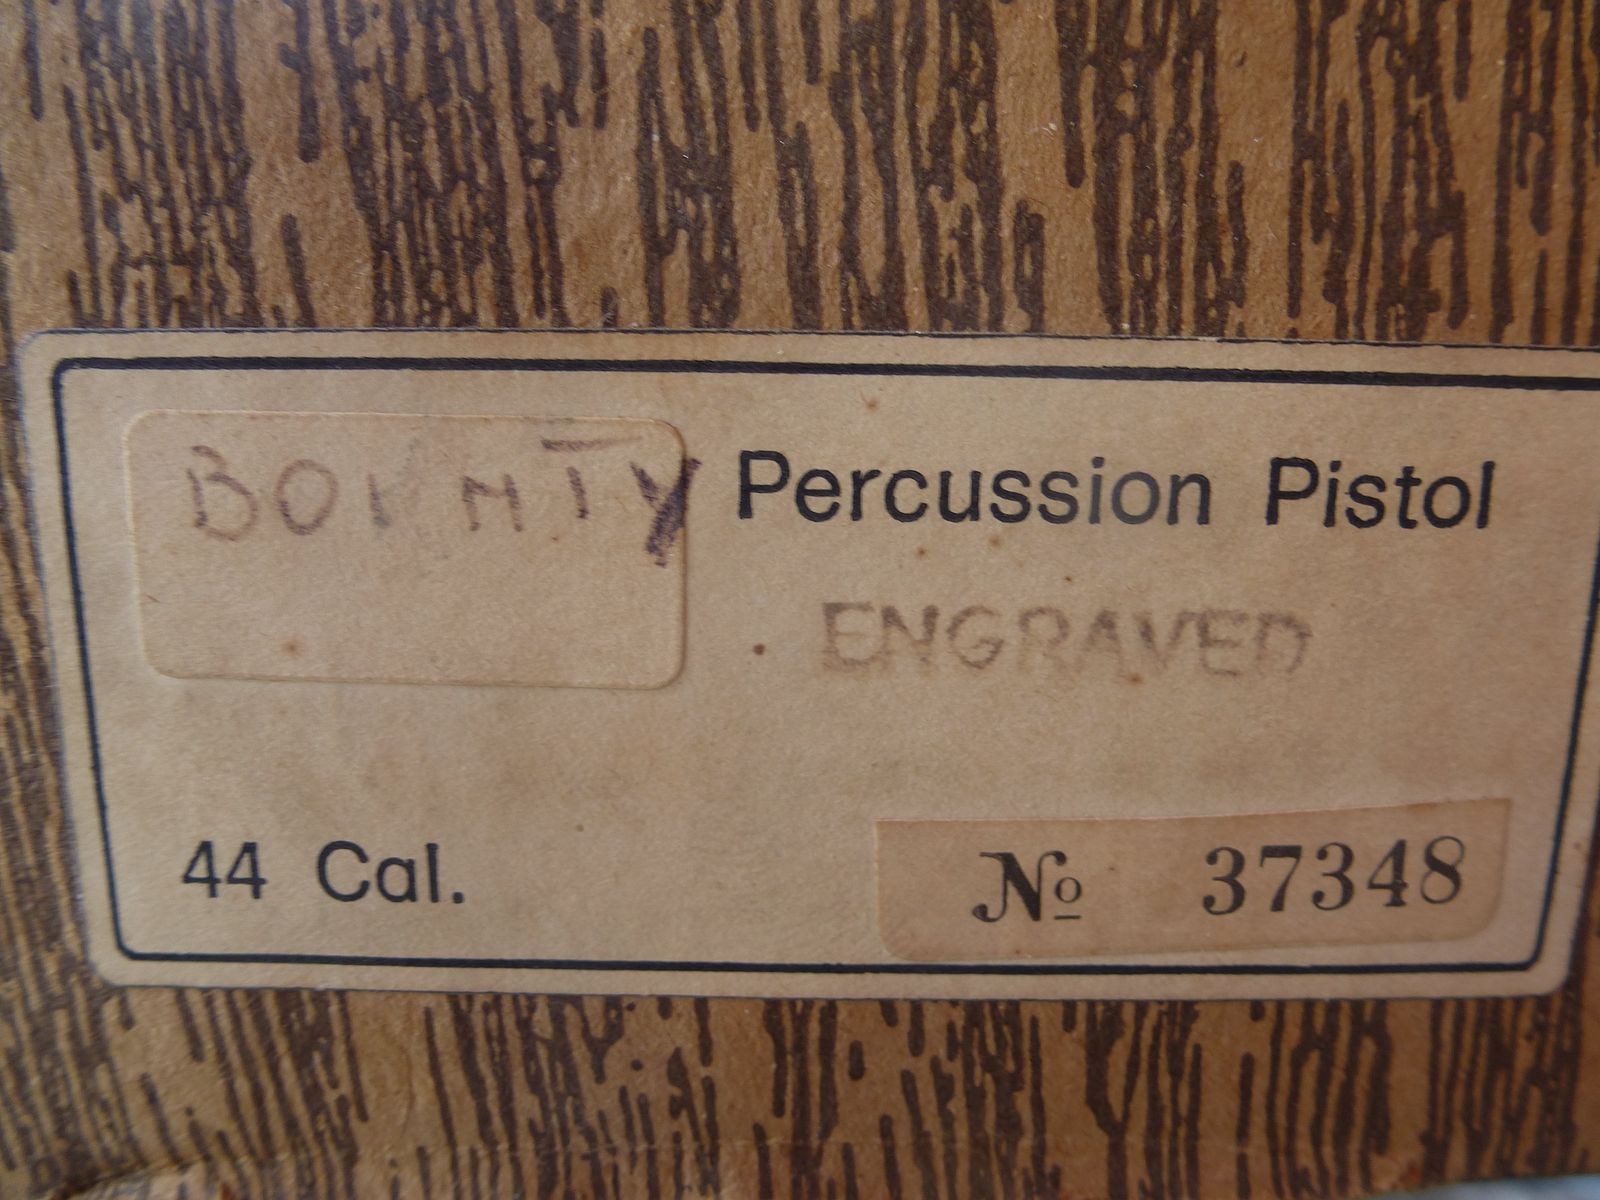 BOUNTY Percussion Pistol
ENGRAVED
44 Cal. № 37348